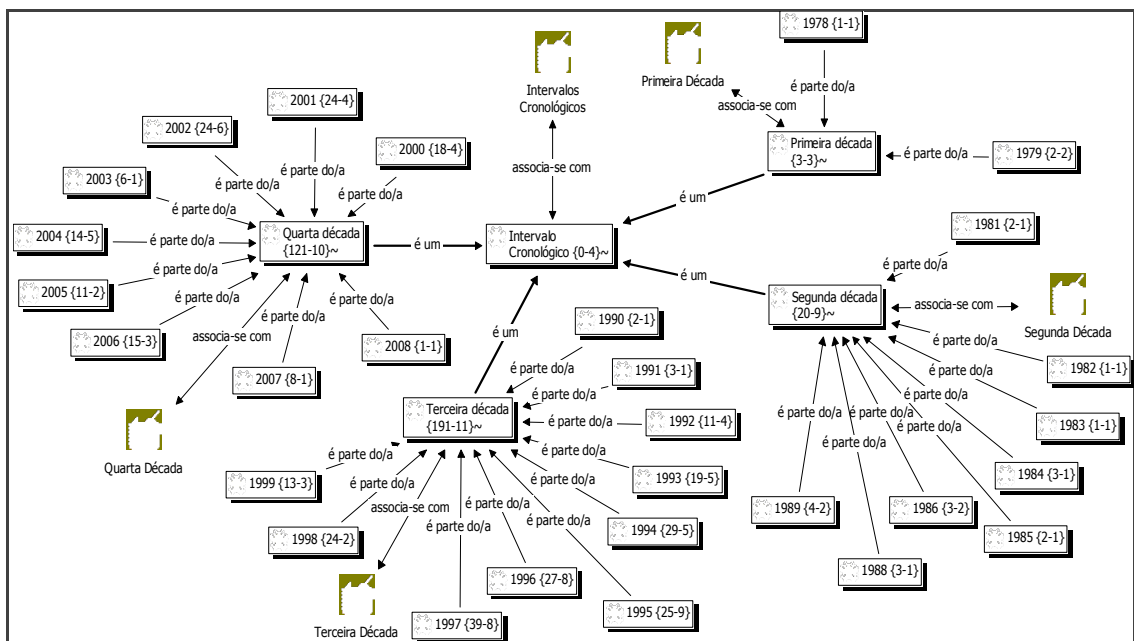 1978 {1-1}
Primeira Década
Intervalos
Cronológicos
2001 {24-4}
é parte do/a
associa-se com
2002 {24-6}
2000 {18-4}
Primeira década
{3-3}~
é parte do/a
1979 {2-2}
é parte do/a
associa-se com
2003 {6-1}
é parte do/a
é parte do/a
é parte do/a
é um
2004 {14-5}
é parte do/a
Quarta década
{121-10}~
é um
Intervalo
Cronológico {0-4}~
1981 {2-1}
é parte do/a
é um
2005 {11-2}
é parte do/a
é parte do/a
Segunda década
{20-9}~
associa-se com
Segunda Década
2006 {15-3}
associa-se com
é parte do/a
é parte do/a
2008 {1-1}
é um
1990 {2-1}
é parte do/a
é parte do/a
1982 {1-1}
2007 {8-1}
1991 {3-1}
é parte do/a
é parte do/a
Terceira década
{191-11}~
é parte do/a
1992 {11-4}
é parte do/a
é parte do/a
é parte do/a
é parte do/a
é parte do/a
1983 {1-1}
Quarta Década
1999 {13-3}
é parte do/a
é parte do/a
1993 {19-5}
1984 {3-1}
é parte do/a
é parte do/a
associa-se com
é parte do/a
é parte do/a
é parte do/a
1989 {4-2}
1986 {3-2}
1998 {24-2}
1994 {29-5}
1985 {2-1}
1988 {3-1}
1996 {27-8}
1995 {25-9}
1997 {39-8}
Terceira Década